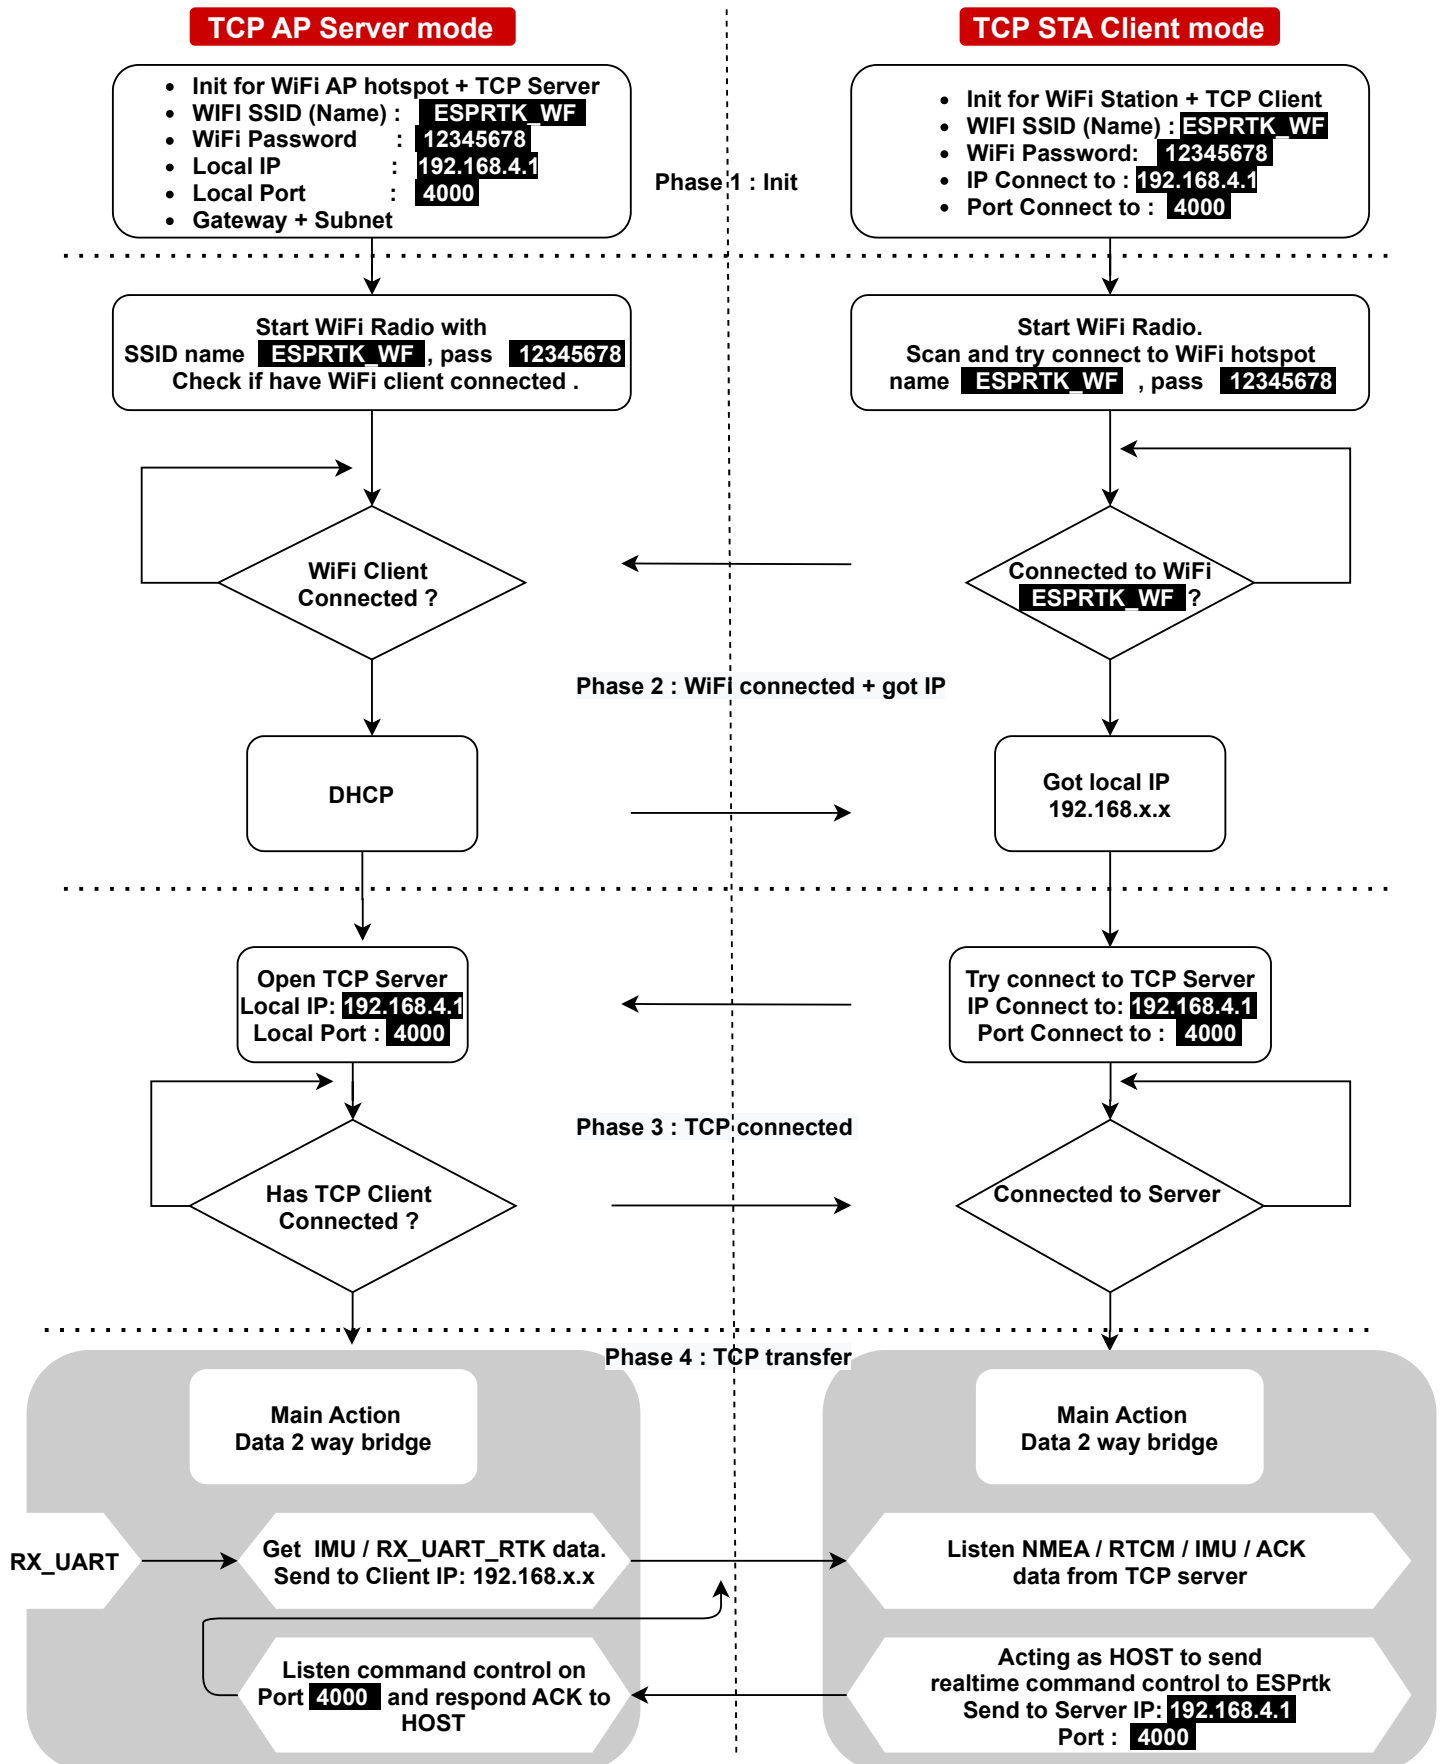 TCP AP Server mode
TCP STA Client mode
• Init for WiFi AP hotspot + TCP Server
• WIFI SSID (Name) : ESPRTK_WF
• WiFi Password : 12345678
• Local IP : 192.168.4.1
• Local Port : 4000
• Gateway + Subnet
Phase 1 : Init
• Init for WiFi Station + TCP Client
• WIFI SSID (Name) : ESPRTK_WF
• WiFi Password: 12345678
• IP Connect to : 192.168.4.1
• Port Connect to : 4000
Start WiFi Radio with
SSID name ESPRTK_WF , pass 12345678
Check if have WiFi client connected .
Start WiFi Radio.
Scan and try connect to WiFi hotspot
name ESPRTK_WF , pass 12345678
WiFi Client
Connected ?
Connected to WiFi
ESPRTK_WF ?
Phase 2 : WiFi connected + got IP
DHCP
Got local IP
192.168.x.x
Open TCP Server
Local IP: 192.168.4.1
Local Port : 4000
Try connect to TCP Server
IP Connect to: 192.168.4.1
Port Connect to : 4000
Phase 3 : TCP connected
Has TCP Client
Connected ?
Connected to Server
Phase 4 : TCP transfer
Main Action
Data 2 way bridge
Main Action
Data 2 way bridge
RX_UART
Get IMU / RX_UART_RTK data.
Send to Client IP: 192.168.x.x
Listen NMEA / RTCM / IMU / ACK
data from TCP server
Listen command control on
Port 4000 and respond ACK to
HOST
Acting as HOST to send
realtime command control to ESPrtk
Send to Server IP: 192.168.4.1
Port : 4000